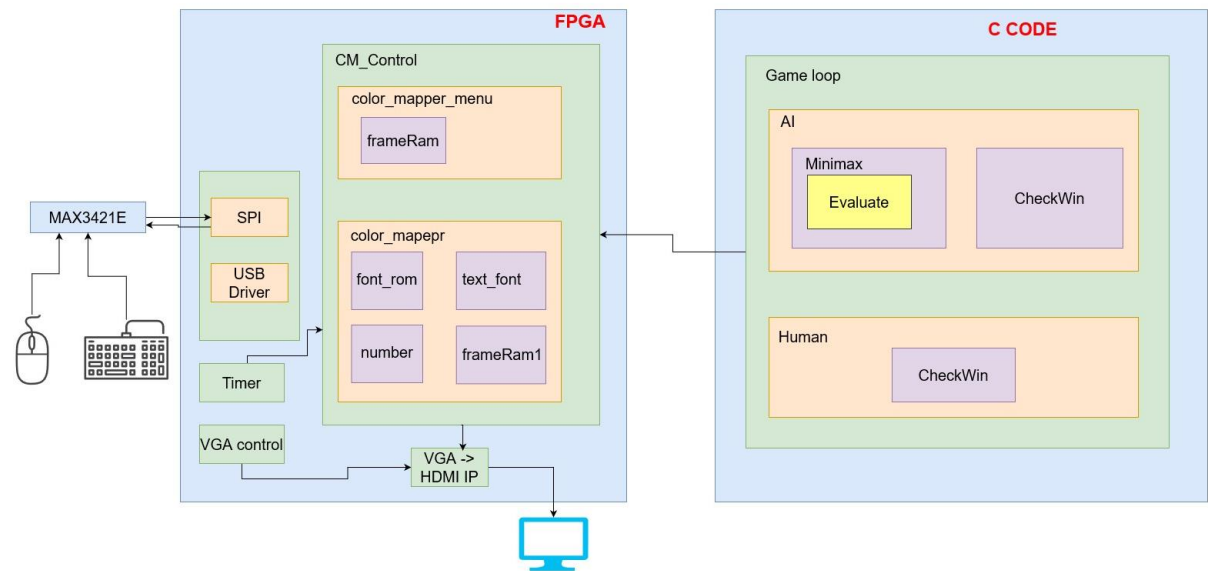 FPGA
C CODE
CM_Control
color_mapper_menu
frameRam
SPI
USB
Driver
MAX3421E
color_mapepr
font_rom
text_font
number
frameRam1
Timer
VGA control
VGA ->
HDMI IP
Game loop
AI
Minimax
Evaluate
CheckWin
Human
CheckWin